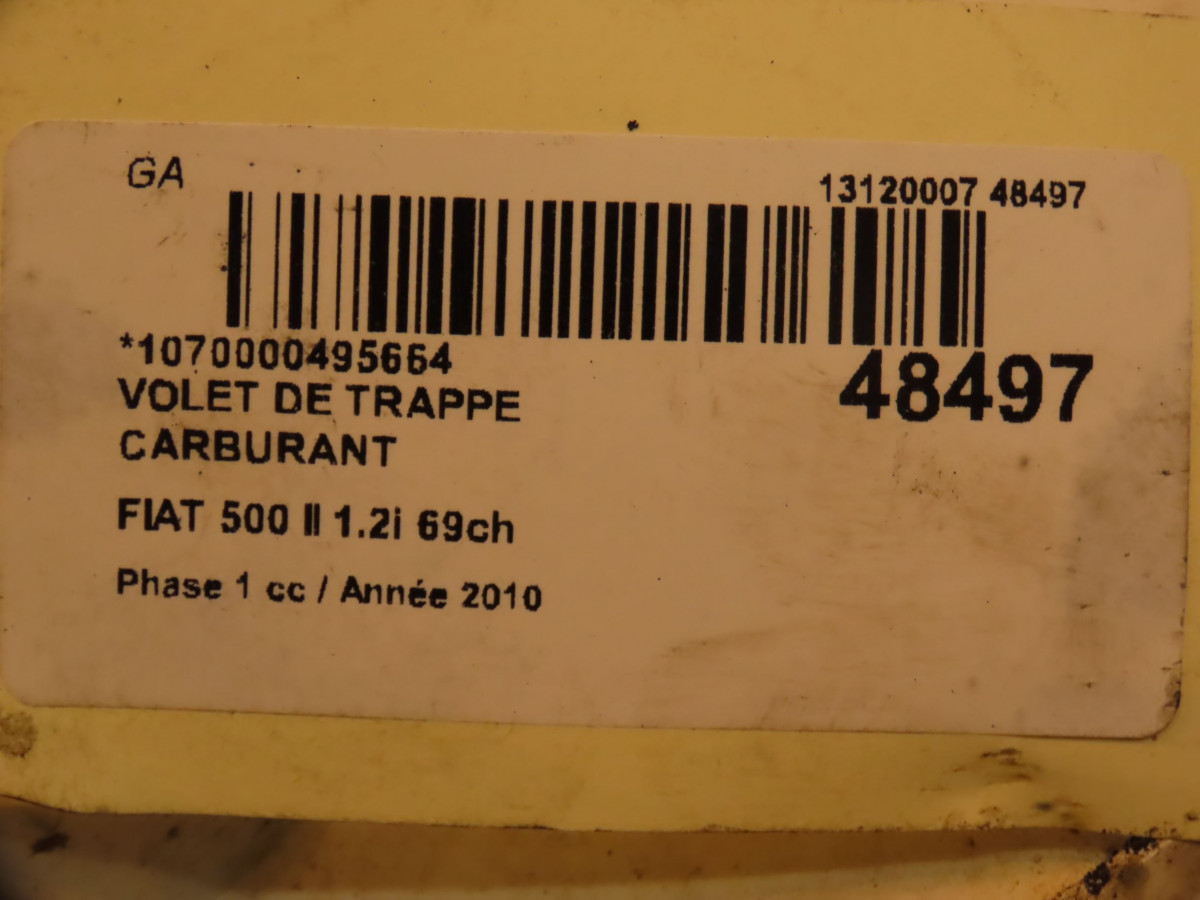 GA
13120007 48497
*1070000495664
48497
VOLET DE TRAPPE
CARBURANT
FIAT 500 II 1.2i 69ch
Phase 1 cc / Année 2010